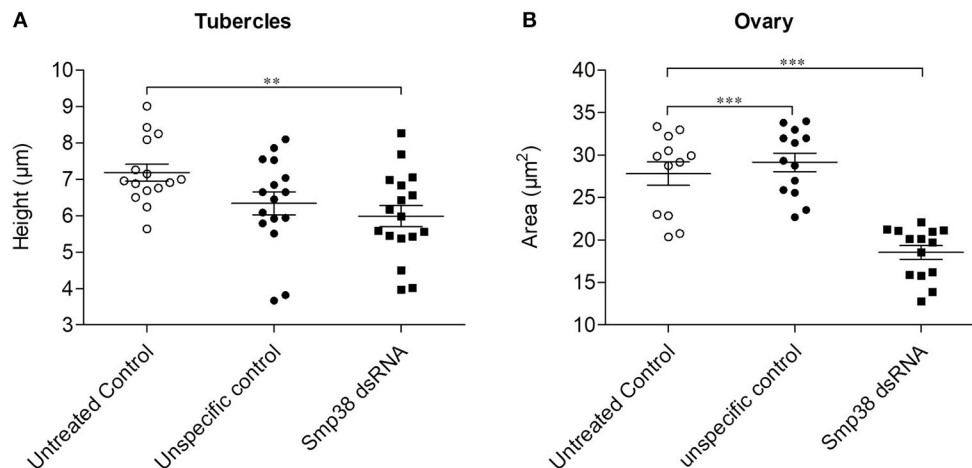 A
Tubercles
**
10
9
8
7
6
5
4
3
Height (µm)
Untreated Control
Unspecific control
Smp38 dsRNA
B
Ovary
***
***
40
35
30
25
20
15
10
Area (µm²)
Untreated Control
unspecific control
Smp38 dsRNA